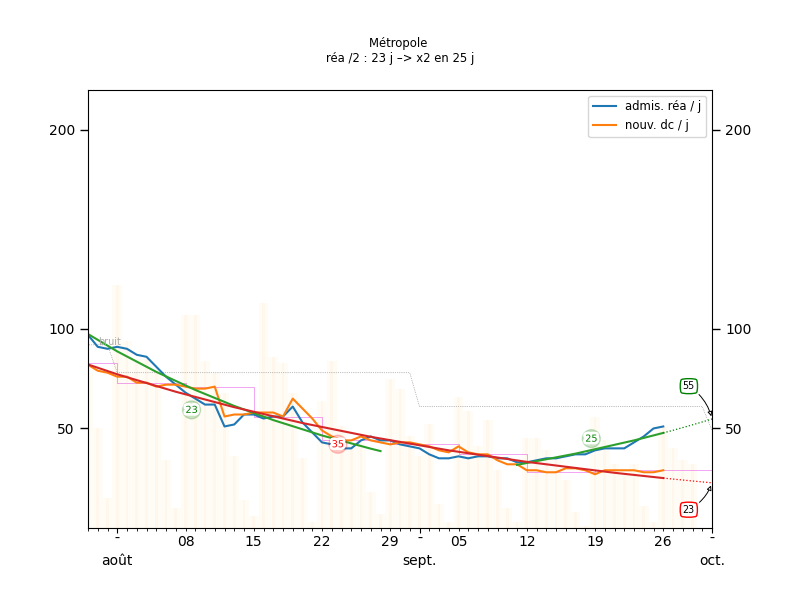 Métropole
réa /2 : 23 j –> x2 en 25 j
admis. réa / j
nouv. dc / j
200
200
100
100
bruit
55
23
25
35
50
50
23
-
08
15
22
29
-
05
12
19
26
-
août
sept.
oct.